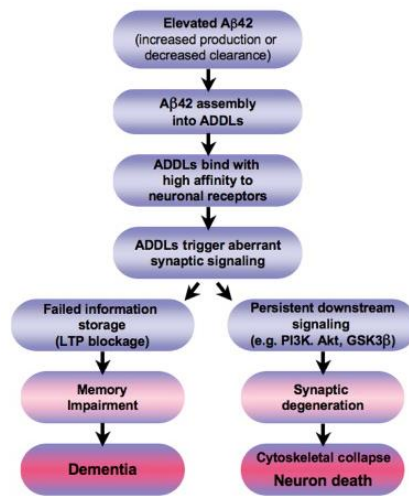 Elevated Aβ42
(increased production or
decreased clearance)
Aβ42 assembly
into ADDLs
ADDLs bind with
high affinity to
neuronal receptors
ADDLs trigger aberrant
synaptic signaling
Failed information
storage
(LTP blockage)
Persistent downstream
signaling
(e.g. PI3K. Akt, GSK3β)
Memory
Impairment
Synaptic
degeneration
Dementia
Cytoskeletal collapse
Neuron death